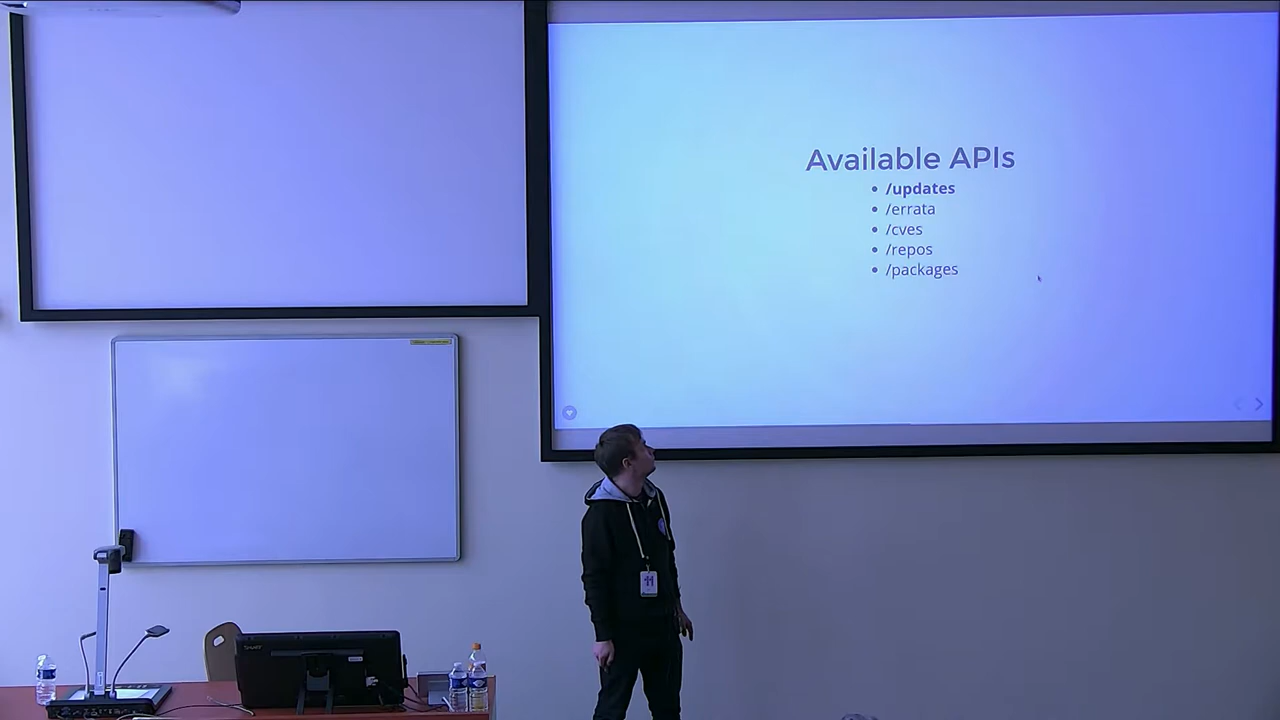 Available APIs
/updates
/errata
/cves
/repos
/packages